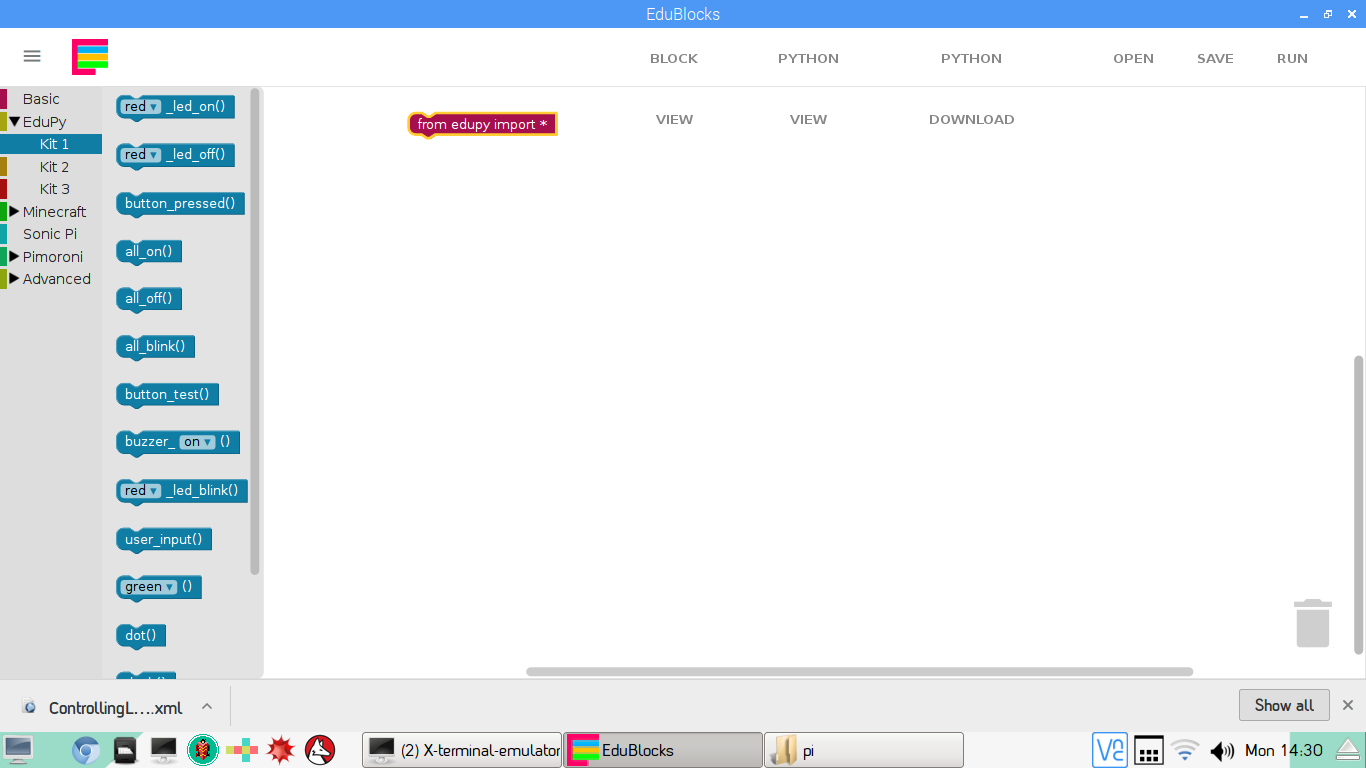 EduBlocks
BLOCK VIEW
PYTHON VIEW
PYTHON DOWNLOAD
OPEN
SAVE
RUN
Basic
EduPy
Kit 1
Kit 2
Kit 3
Minecraft
Sonic Pi
Pimoroni
Advanced
red _led_on()
red _led_off()
button_pressed()
all_on()
all_off()
all_blink()
button_test()
buzzer_ on ()
red _led_blink()
user_input()
green ()
dot()
from edupy import *
ControllingL....xml
Show all
(2) X-terminal-emulator
EduBlocks
pi
Mon 14:30